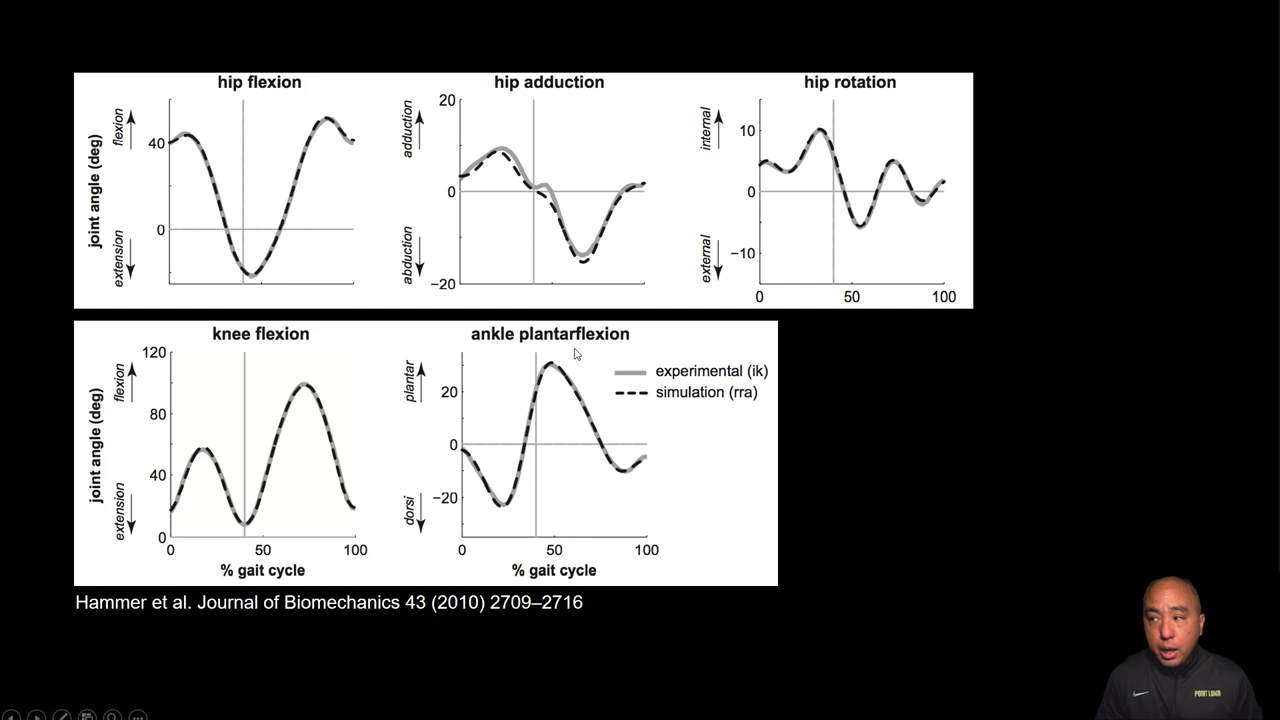 hip flexion
hip adduction
hip rotation
joint angle (deg)
flexion
extension
40
0
adduction
abduction
20
0
−20
internal
external
10
0
−10
0
50
100
knee flexion
ankle plantarflexion
joint angle (deg)
flexion
extension
120
80
40
0
0
50
100
% gait cycle
plantar
dorsi
20
0
−20
0
50
100
% gait cycle
experimental (ik)
simulation (rra)
Hammer et al. Journal of Biomechanics 43 (2010) 2709–2716
POINT LOMA